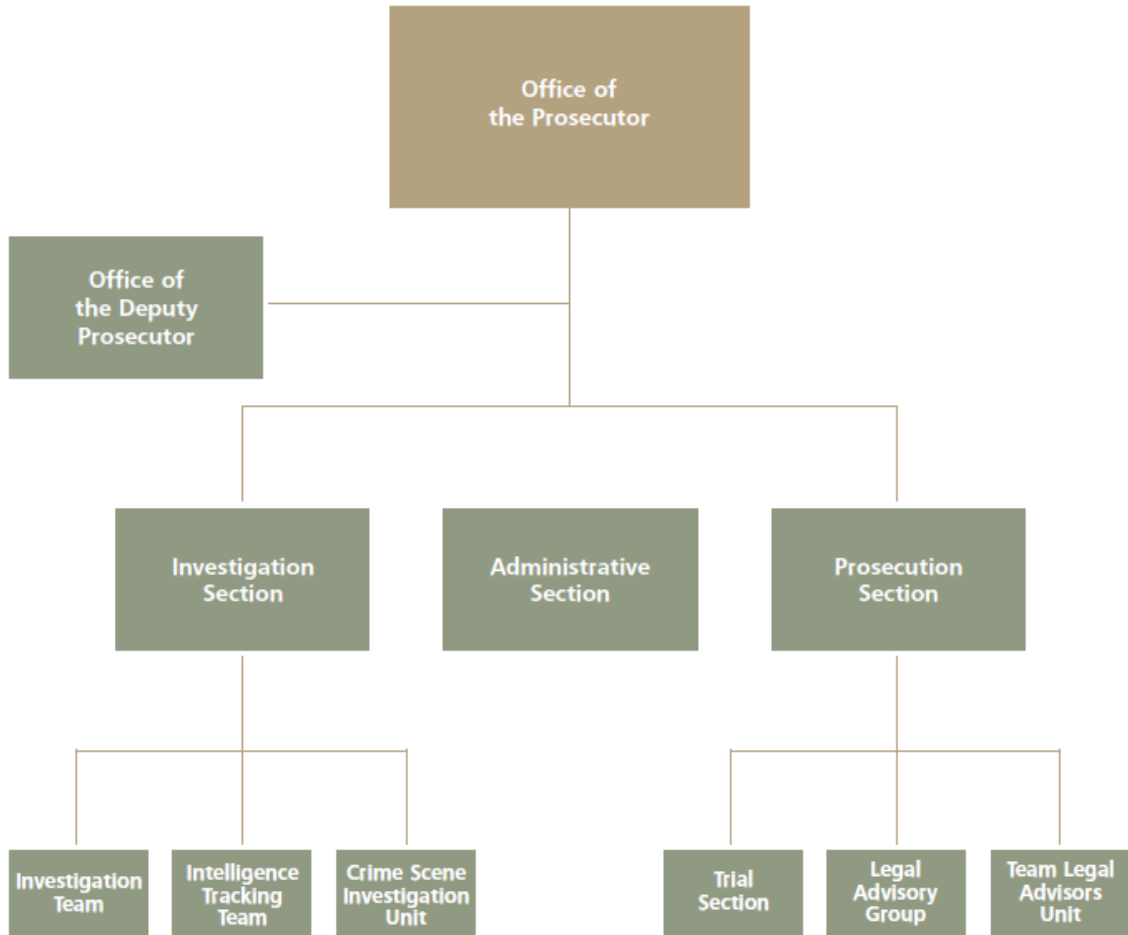 Office of
the Prosecutor
Office of
the Deputy
Prosecutor
Investigation
Section
Administrative
Section
Prosecution
Section
Investigation
Team
Intelligence
Tracking
Team
Crime Scene
Investigation
Unit
Trial
Section
Legal
Advisory
Group
Team Legal
Advisors
Unit